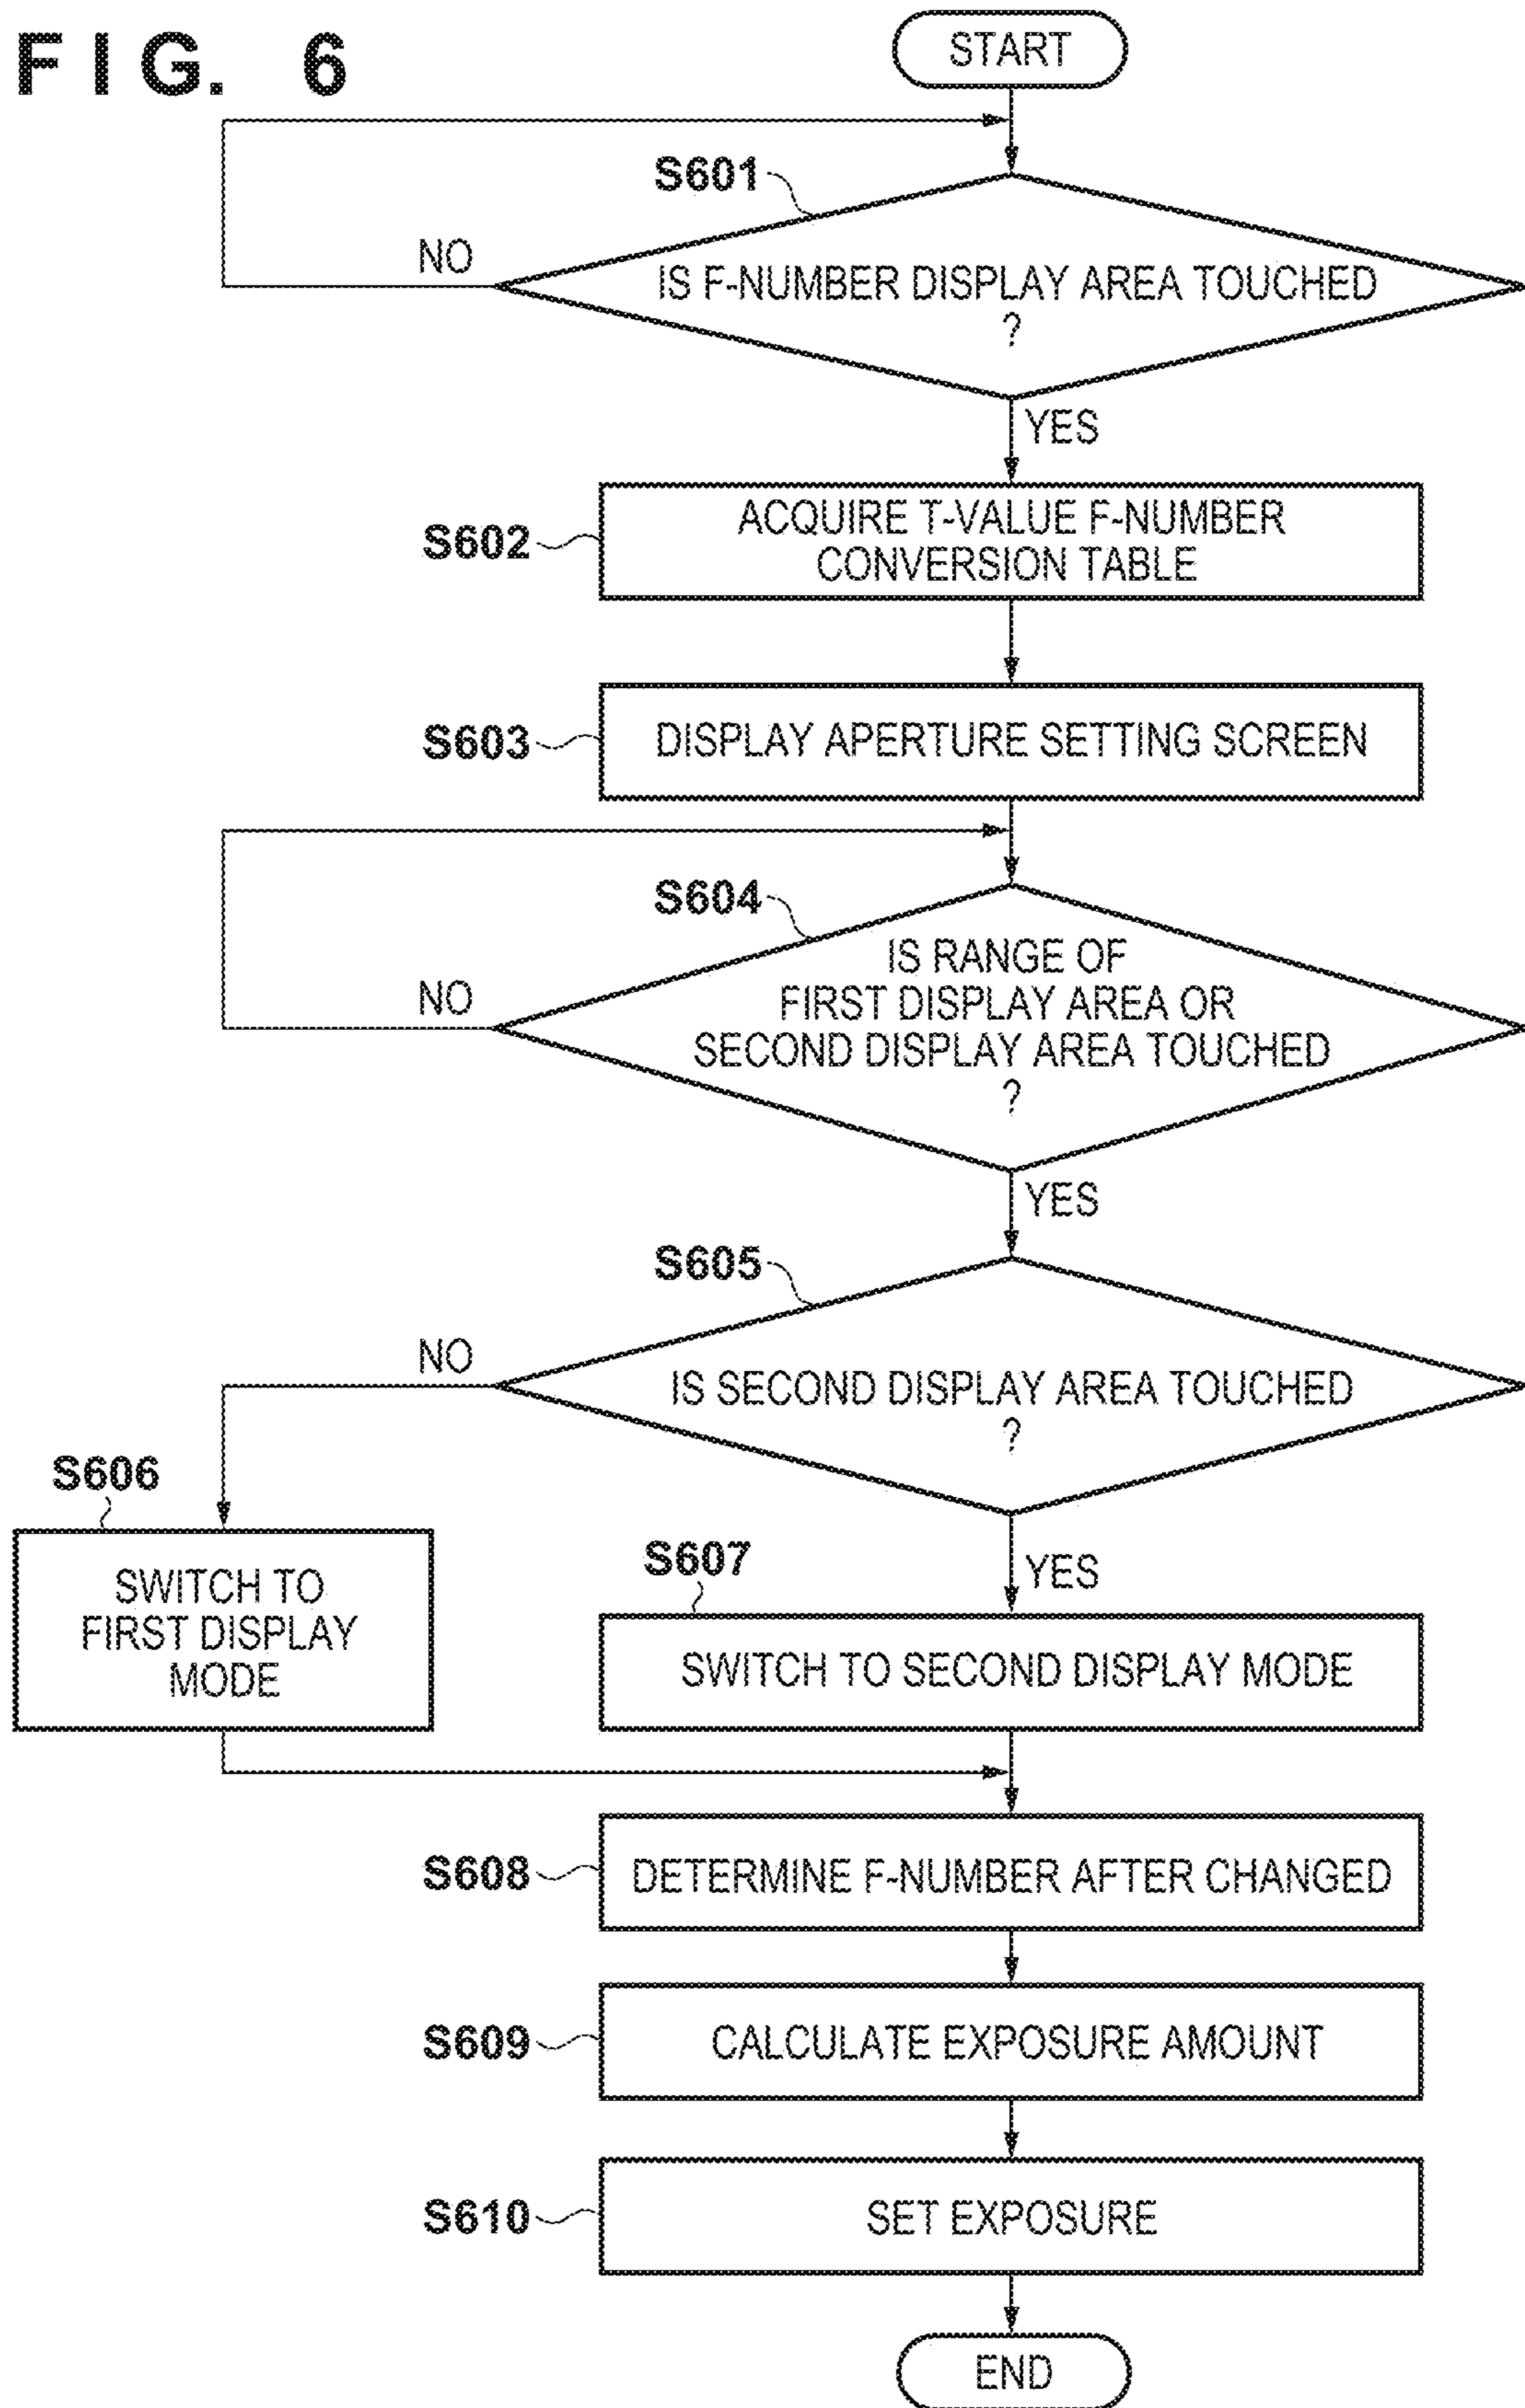 FIG. 6
START
S601
NO
IS F-NUMBER DISPLAY AREA TOUCHED
?
YES
S602
ACQUIRE T-VALUE F-NUMBER
CONVERSION TABLE
S603
DISPLAY APERTURE SETTING SCREEN
S604
NO
IS RANGE OF
FIRST DISPLAY AREA OR
SECOND DISPLAY AREA TOUCHED
?
YES
S605
NO
IS SECOND DISPLAY AREA TOUCHED
?
S606
SWITCH TO
FIRST DISPLAY
MODE
YES
S607
SWITCH TO SECOND DISPLAY MODE
S608
DETERMINE F-NUMBER AFTER CHANGED
S609
CALCULATE EXPOSURE AMOUNT
S610
SET EXPOSURE
END